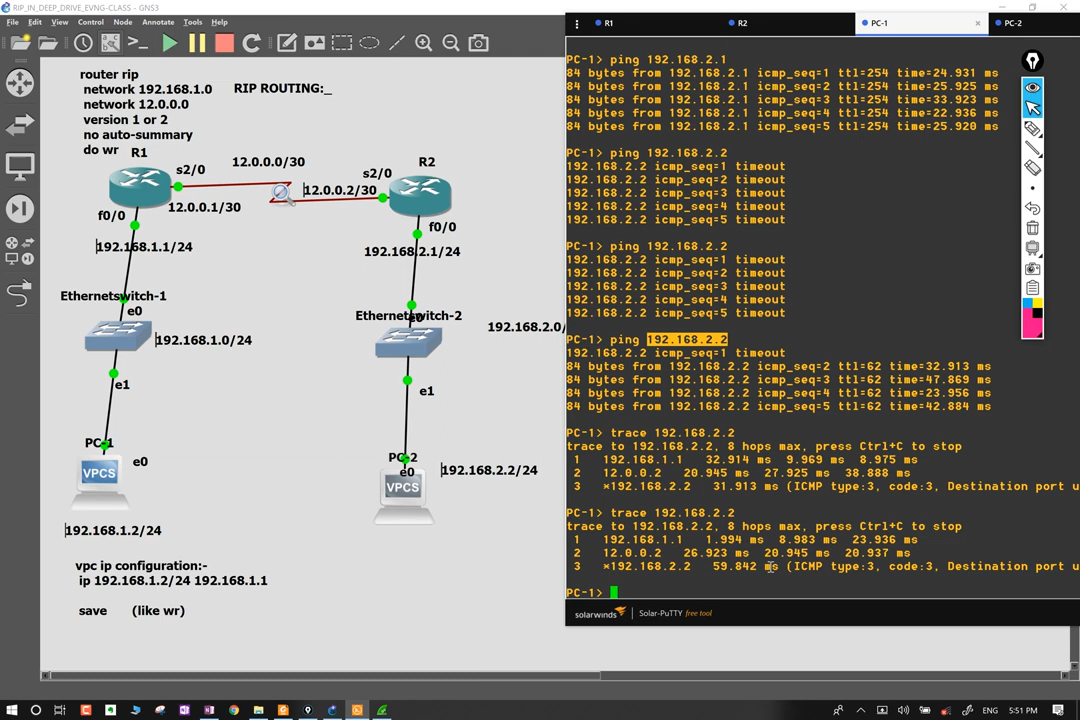 RIP_IN_DEEP_DRIVE_EVNG-CLASS - GNS3
File Edit View Control Node Annotate Tools Help
router rip
network 192.168.1.0
network 12.0.0.0
version 1 or 2
no auto-summary
do wr
RIP ROUTING:_
R1
s2/0
12.0.0.0/30
12.0.0.2/30
s2/0
R2
12.0.0.1/30
f0/0
f0/0
192.168.1.1/24
192.168.2.1/24
Ethernetswitch-1
e0
192.168.1.0/24
Ethernetswitch-2
e0
192.168.2.0/
e1
e1
PC-1
e0
VPCS
PC-2
e0
VPCS
192.168.2.2/24
192.168.1.2/24
vpc ip configuration:-
ip 192.168.1.2/24 192.168.1.1
save (like wr)
R1 R2 PC-1 × PC-2
PC-1> ping 192.168.2.1
84 bytes from 192.168.2.1 icmp_seq=1 ttl=254 time=24.931 ms
84 bytes from 192.168.2.1 icmp_seq=2 ttl=254 time=25.925 ms
84 bytes from 192.168.2.1 icmp_seq=3 ttl=254 time=33.923 ms
84 bytes from 192.168.2.1 icmp_seq=4 ttl=254 time=22.936 ms
84 bytes from 192.168.2.1 icmp_seq=5 ttl=254 time=25.920 ms
PC-1> ping 192.168.2.2
192.168.2.2 icmp_seq=1 timeout
192.168.2.2 icmp_seq=2 timeout
192.168.2.2 icmp_seq=3 timeout
192.168.2.2 icmp_seq=4 timeout
192.168.2.2 icmp_seq=5 timeout
PC-1> ping 192.168.2.2
192.168.2.2 icmp_seq=1 timeout
192.168.2.2 icmp_seq=2 timeout
192.168.2.2 icmp_seq=3 timeout
192.168.2.2 icmp_seq=4 timeout
192.168.2.2 icmp_seq=5 timeout
PC-1> ping 192.168.2.2
192.168.2.2 icmp_seq=1 timeout
84 bytes from 192.168.2.2 icmp_seq=2 ttl=62 time=32.913 ms
84 bytes from 192.168.2.2 icmp_seq=3 ttl=62 time=47.869 ms
84 bytes from 192.168.2.2 icmp_seq=4 ttl=62 time=23.956 ms
84 bytes from 192.168.2.2 icmp_seq=5 ttl=62 time=42.884 ms
PC-1> trace 192.168.2.2
trace to 192.168.2.2, 8 hops max, press Ctrl+C to stop
1 192.168.1.1 32.914 ms 9.969 ms 8.975 ms
2 12.0.0.2 20.945 ms 27.925 ms 38.888 ms
3 *192.168.2.2 31.913 ms (ICMP type:3, code:3, Destination port u
PC-1> trace 192.168.2.2
trace to 192.168.2.2, 8 hops max, press Ctrl+C to stop
1 192.168.1.1 1.994 ms 8.983 ms 23.936 ms
2 12.0.0.2 26.923 ms 20.945 ms 20.937 ms
3 *192.168.2.2 59.842 ms (ICMP type:3, code:3, Destination port u
PC-1>
solarwinds Solar-PuTTY free tool
ENG 5:51 PM